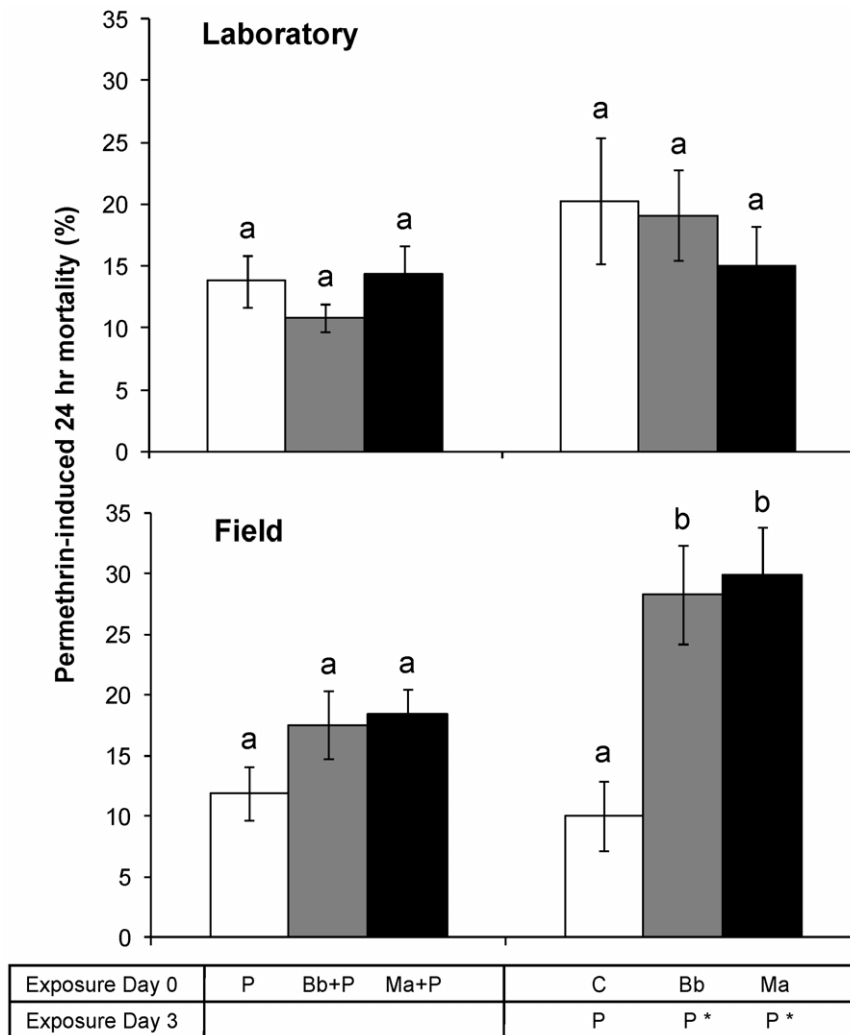 Permethrin-induced 24 hr mortality (%)
Laboratory
35
30
25
20
15
10
5
0
a
a
a
a
a
a
Field
35
30
25
20
15
10
5
0
a
a
a
a
b
b
Exposure Day 0 P Bb+P Ma+P C Bb Ma
Exposure Day 3 P P * P *